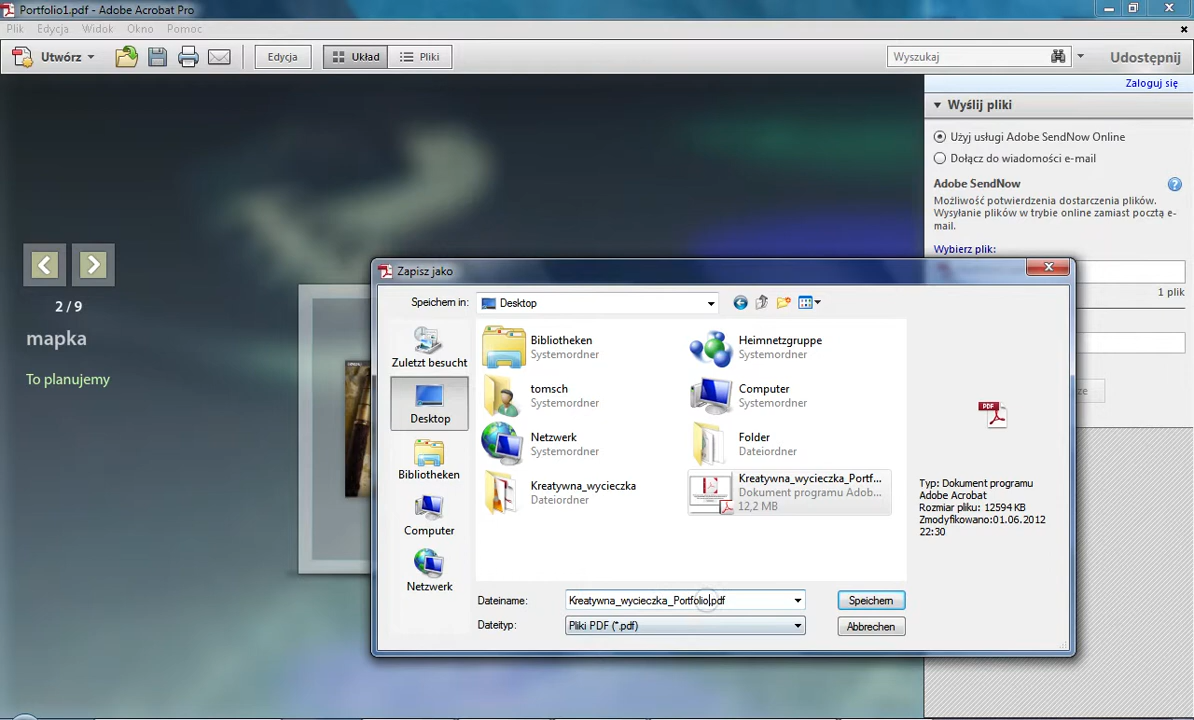 Portfolio1.pdf - Adobe Acrobat Pro
Plik Edycja Widok Okno Pomoc
Utwórz Edycja Układ Pliki Wyszukaj Udostępnij
Zaloguj się
Wyślij pliki
Użyj usługi Adobe SendNow Online
Dołącz do wiadomości e-mail
Adobe SendNow
Możliwość potwierdzenia dostarczenia plików.
Wysyłanie plików w trybie online zamiast pocztą e-
mail.
Wybierz plik:
1 plik
2 / 9
mapka
To planujemy
Zapisz jako
Speichern in: Desktop
Zuletzt besucht
Desktop
Bibliotheken
Computer
Netzwerk
Bibliotheken
Systemordner
Heimnetzgruppe
Systemordner
tomsch
Systemordner
Computer
Systemordner
Netzwerk
Systemordner
Folder
Dateiordner
Kreatywna_wycieczka
Dateiordner
Kreatywna_wycieczka_Portf...
Dokument programu Adob...
12,2 MB
PDF
Typ: Dokument programu
Adobe Acrobat
Rozmiar pliku: 12594 KB
Zmodyfikowano:01.06.2012
22:30
Dateiname: Kreatywna_wycieczka_Portfolio.pdf Speichern
Dateityp: Pliki PDF (*.pdf) Abbrechen